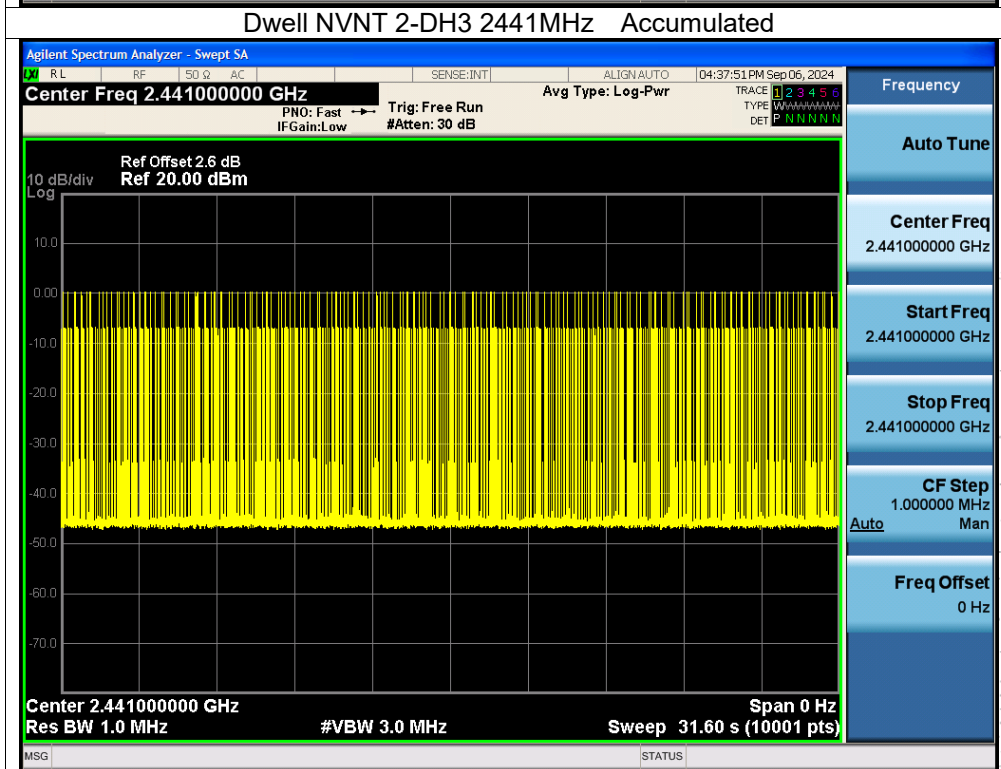 Dwell NVNT 2-DH3 2441MHz Accumulated
Agilent Spectrum Analyzer - Swept SA
LXI RL RF 50 Ω AC SENSE:INT ALIGN AUTO 04:37:51 PM Sep 06, 2024
Center Freq 2.441000000 GHz
PNO: Fast
IFGain:Low
Trig: Free Run
#Atten: 30 dB
Avg Type: Log-Pwr
TRACE 1 2 3 4 5 6
TYPE WWWWWW
DET P N N N N N
Ref Offset 2.6 dB
10 dB/div Ref 20.00 dBm
Log
10.0
0.00
-10.0
-20.0
-30.0
-40.0
-50.0
-60.0
-70.0
Center 2.441000000 GHz Span 0 Hz
Res BW 1.0 MHz #VBW 3.0 MHz Sweep 31.60 s (10001 pts)
MSG STATUS
Frequency
Auto Tune
Center Freq
2.441000000 GHz
Start Freq
2.441000000 GHz
Stop Freq
2.441000000 GHz
CF Step
1.000000 MHz
Auto Man
Freq Offset
0 Hz